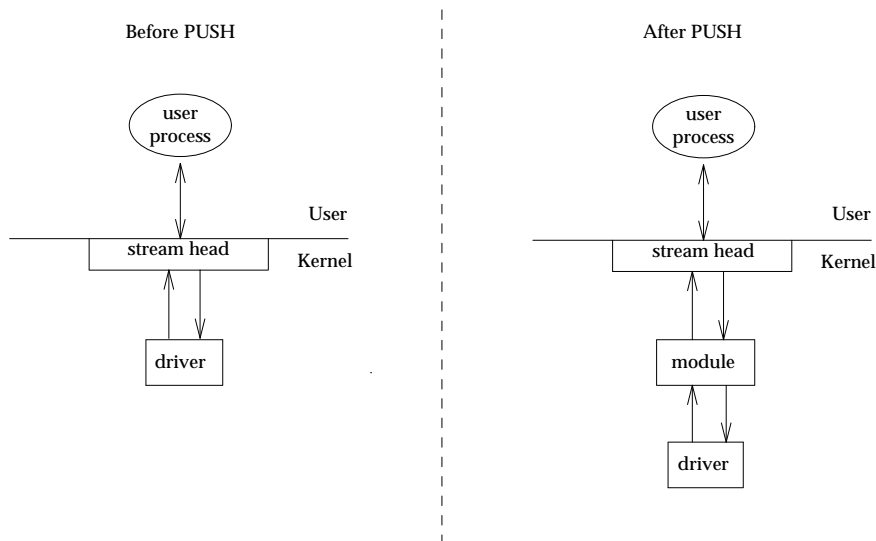 Before PUSH
user
process
User
stream head
Kernel
driver
After PUSH
user
process
User
stream head
Kernel
module
driver